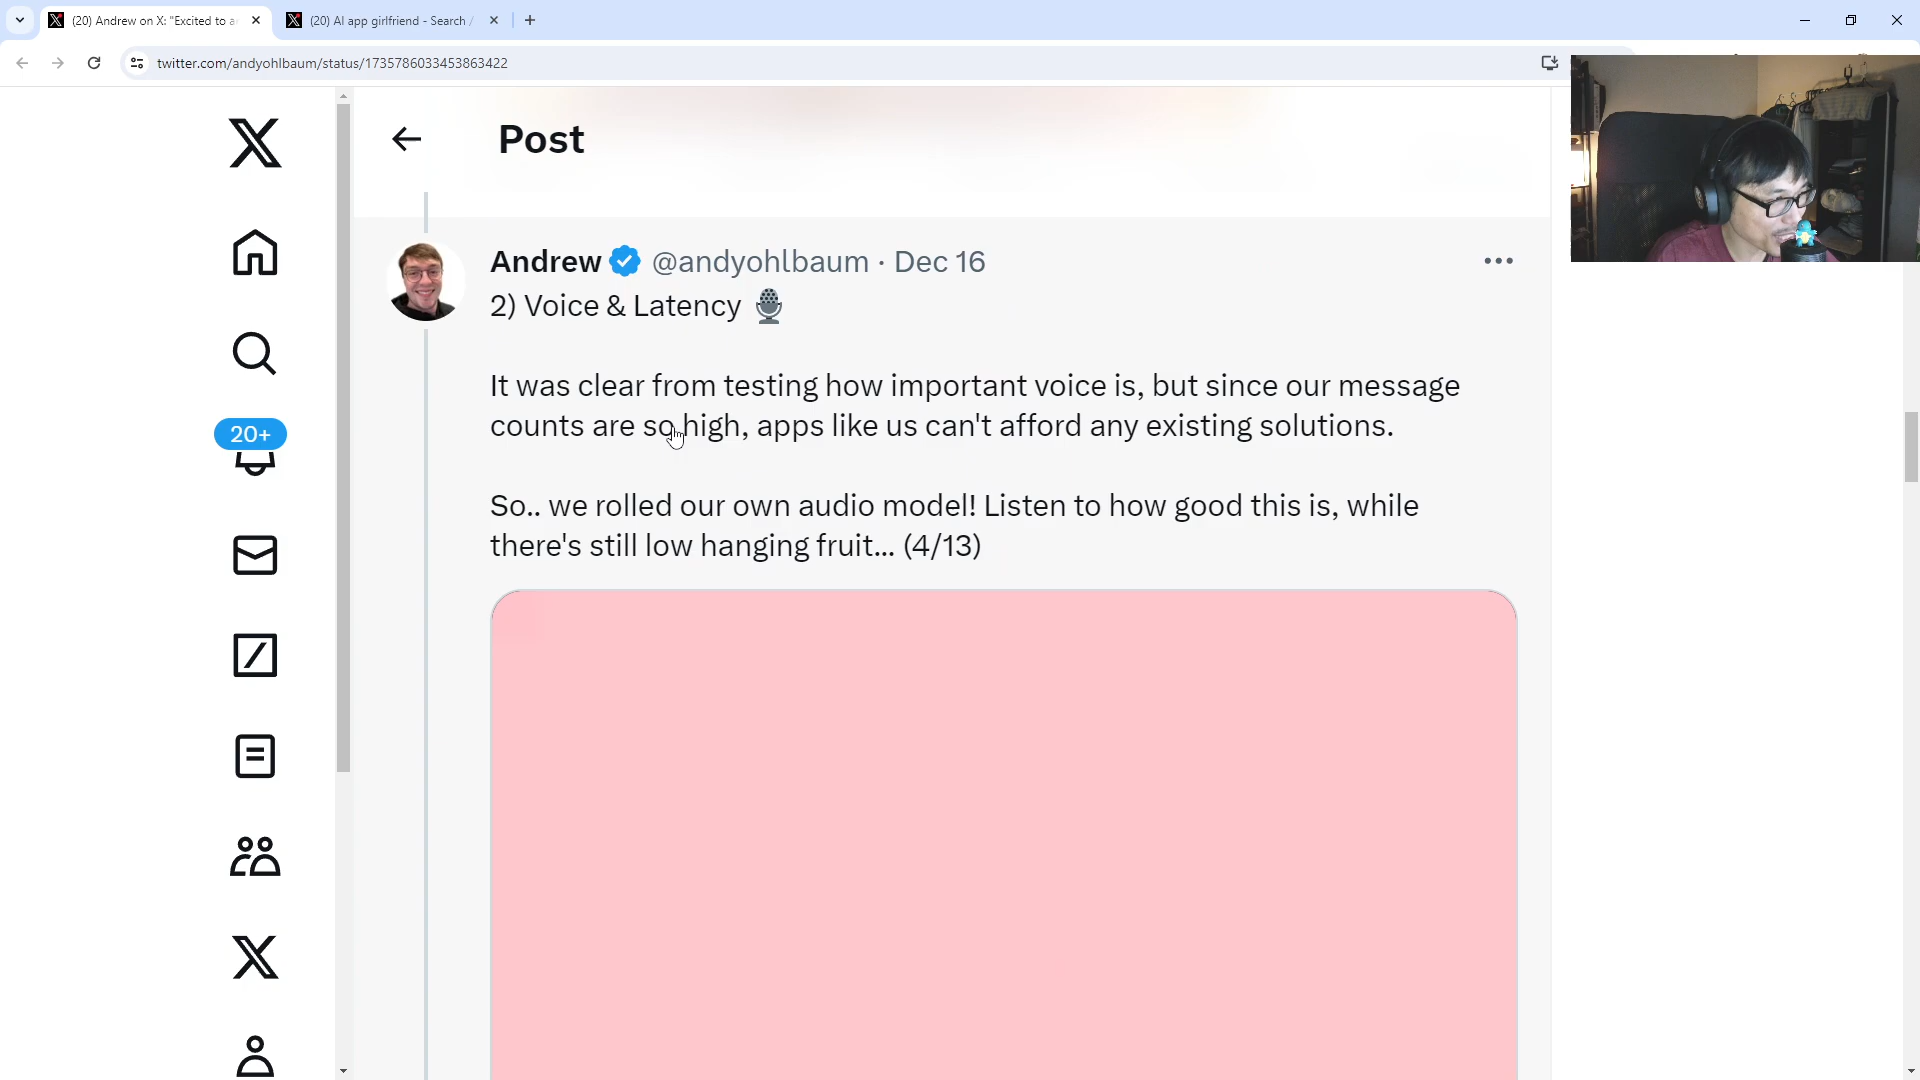 (20) Andrew on X: "Excited to a
(20) AI app girlfriend - Search /
twitter.com/andyohlbaum/status/1735786033453863422
Post
20+
Andrew @andyohlbaum · Dec 16
2) Voice & Latency 🎙️
It was clear from testing how important voice is, but since our message
counts are so high, apps like us can't afford any existing solutions.
So.. we rolled our own audio model! Listen to how good this is, while
there's still low hanging fruit... (4/13)